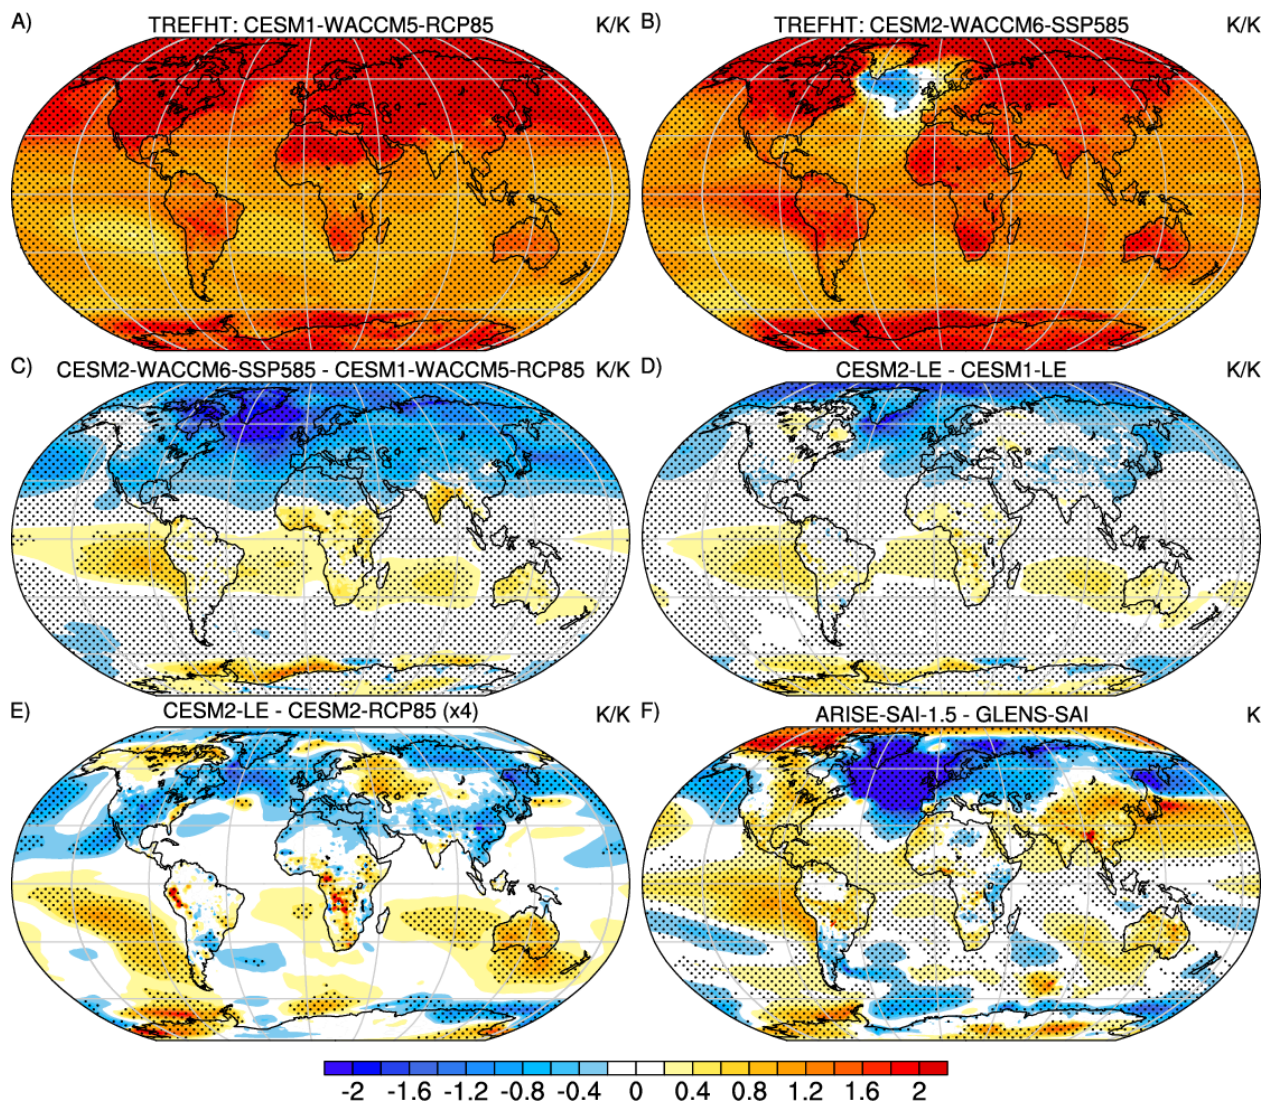 A) TREFHT: CESM1-WACCM5-RCP85 K/K
B) TREFHT: CESM2-WACCM6-SSP585 K/K
C) CESM2-WACCM6-SSP585 - CESM1-WACCM5-RCP85 K/K
D) CESM2-LE - CESM1-LE K/K
E) CESM2-LE - CESM2-RCP85 (x4) K/K
F) ARISE-SAI-1.5 - GLENS-SAI K
-2 -1.6 -1.2 -0.8 -0.4 0 0.4 0.8 1.2 1.6 2